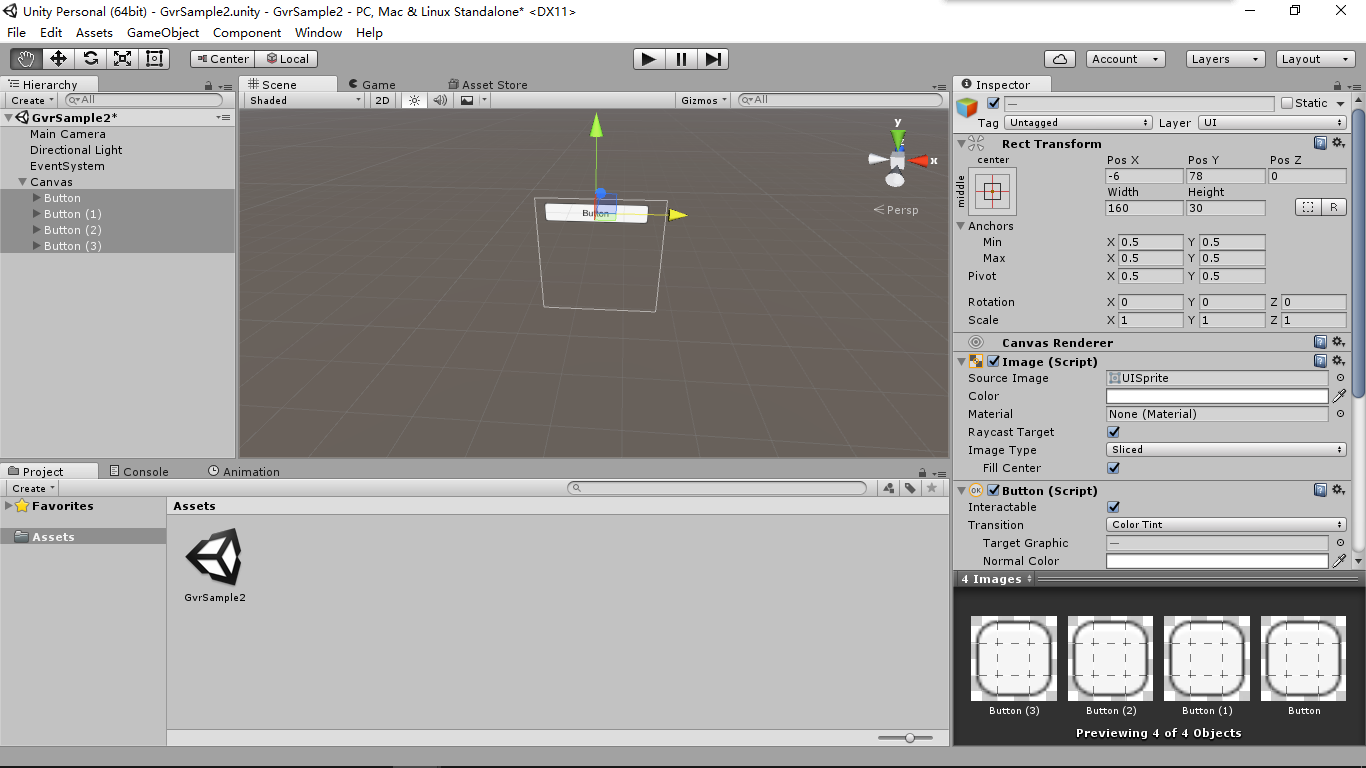 Unity Personal (64bit) - GvrSample2.unity - GvrSample2 - PC, Mac & Linux Standalone* <DX11>
File Edit Assets GameObject Component Window Help
Center Local Account Layers Layout
Hierarchy
Create All
GvrSample2*
Main Camera
Directional Light
EventSystem
Canvas
Button
Button (1)
Button (2)
Button (3)
Scene Game Asset Store
Shaded 2D Gizmos All
y
x
z
Persp
Button
Inspector
— Static
Tag Untagged Layer UI
Rect Transform
center
middle
Pos X Pos Y Pos Z
-6 78 0
Width Height
160 30 R
Anchors
Min X 0.5 Y 0.5
Max X 0.5 Y 0.5
Pivot X 0.5 Y 0.5
Rotation X 0 Y 0 Z 0
Scale X 1 Y 1 Z 1
Canvas Renderer
Image (Script)
Source Image UISprite
Color
Material None (Material)
Raycast Target
Image Type Sliced
Fill Center
OK Button (Script)
Interactable
Transition Color Tint
Target Graphic —
Normal Color
4 Images
Button (3) Button (2) Button (1) Button
Previewing 4 of 4 Objects
Project Console Animation
Create
Favorites
Assets
Assets
GvrSample2